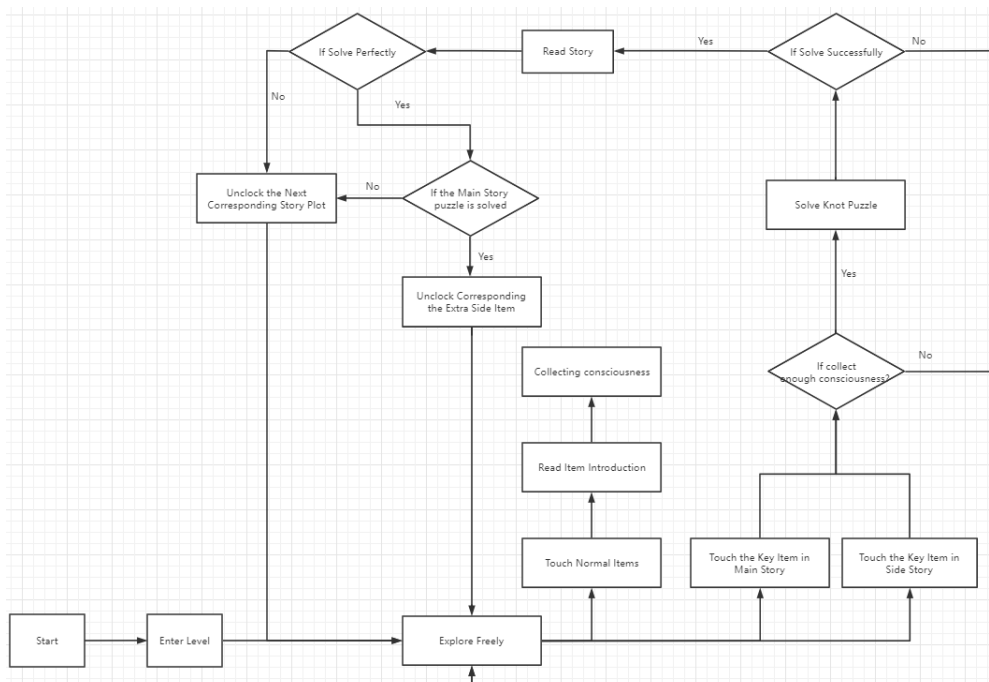 If Solve Perfectly
Read Story
Yes
If Solve Successfully
No
No
Yes
Unclock the Next
Corresponding Story Plot
No
If the Main Story
puzzle is solved
Solve Knot Puzzle
Yes
Unclock Corresponding
the Extra Side Item
Yes
Collecting consciousness
If collect
enough consciousness?
No
Read Item Introduction
Touch Normal Items
Touch the Key Item in
Main Story
Touch the Key Item in
Side Story
Start
Enter Level
Explore Freely